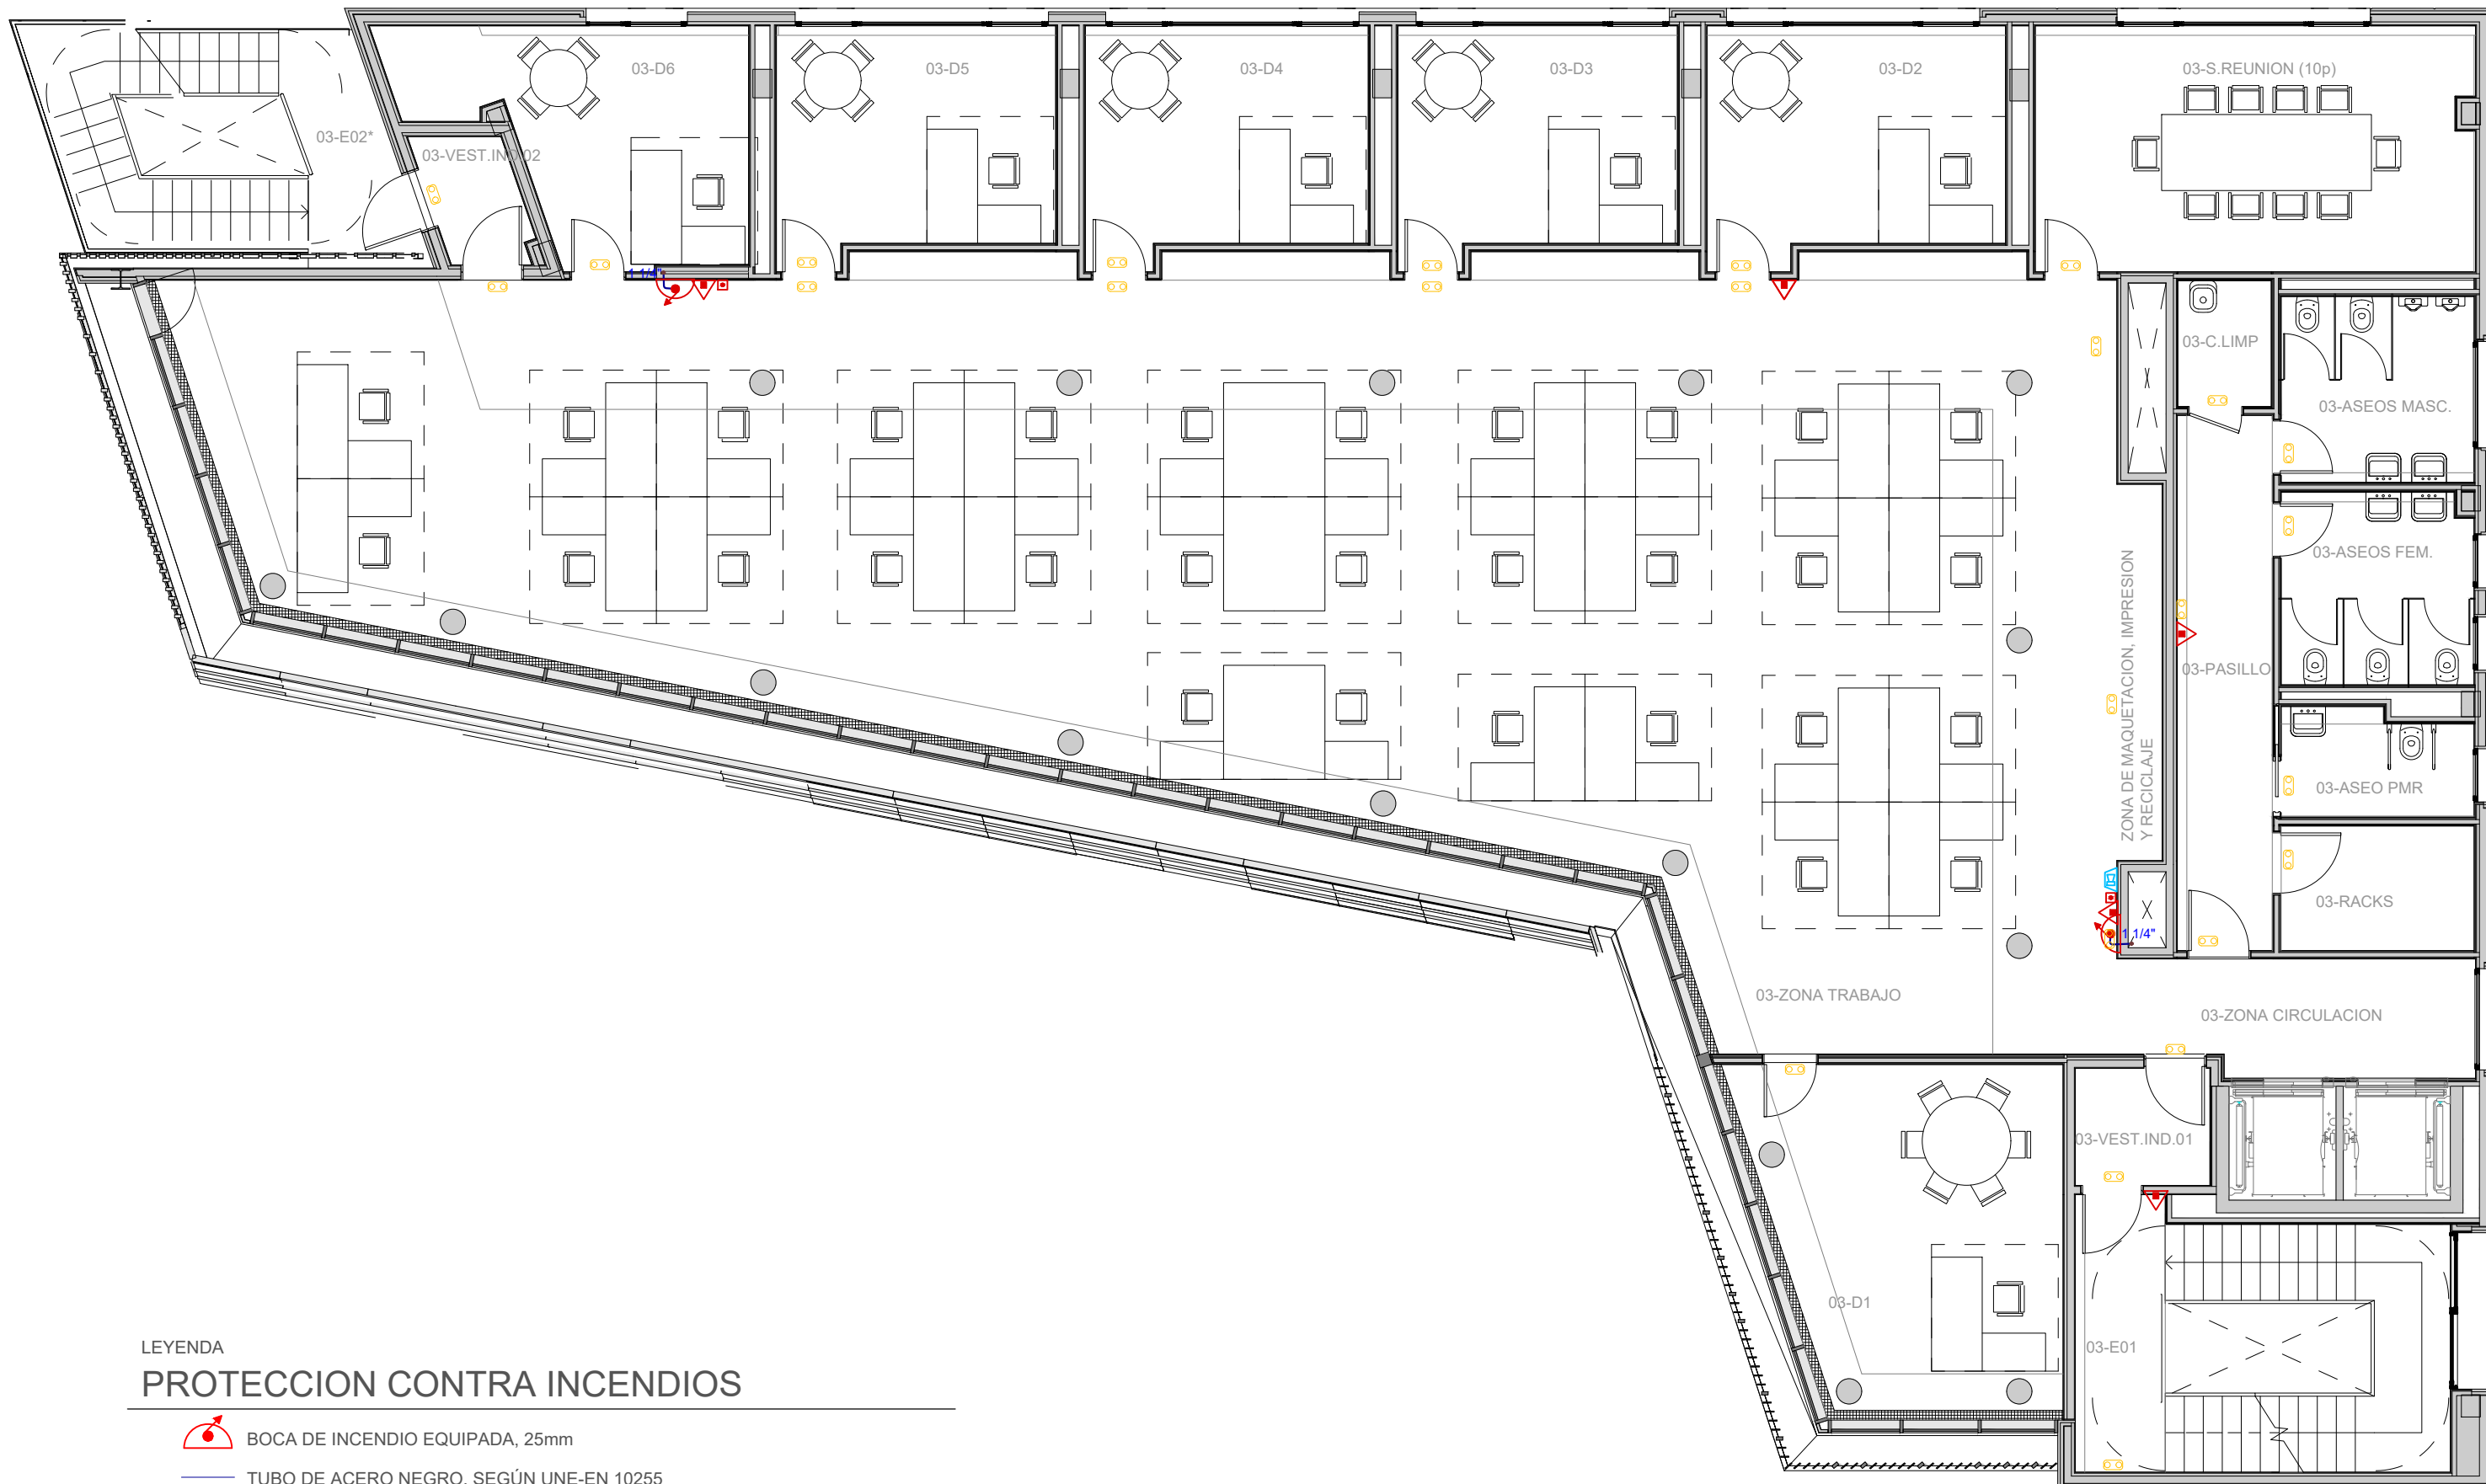 03-D6
03-D5
03-D4
03-D3
03-D2
03-S.REUNION (10p)
03-E02*
03-VEST.IND.02
1 1/4"
03-C.LIMP
03-ASEOS MASC.
03-ASEOS FEM.
ZONA DE MAQUETACION, IMPRESION
Y RECICLAJE
03-PASILLO
03-ASEO PMR
03-RACKS
1 1/4"
03-ZONA TRABAJO
03-ZONA CIRCULACION
03-VEST.IND.01
03-D1
03-E01
LEYENDA
PROTECCION CONTRA INCENDIOS
BOCA DE INCENDIO EQUIPADA, 25mm
TUBO DE ACERO NEGRO, SEGÚN UNE-EN 10255